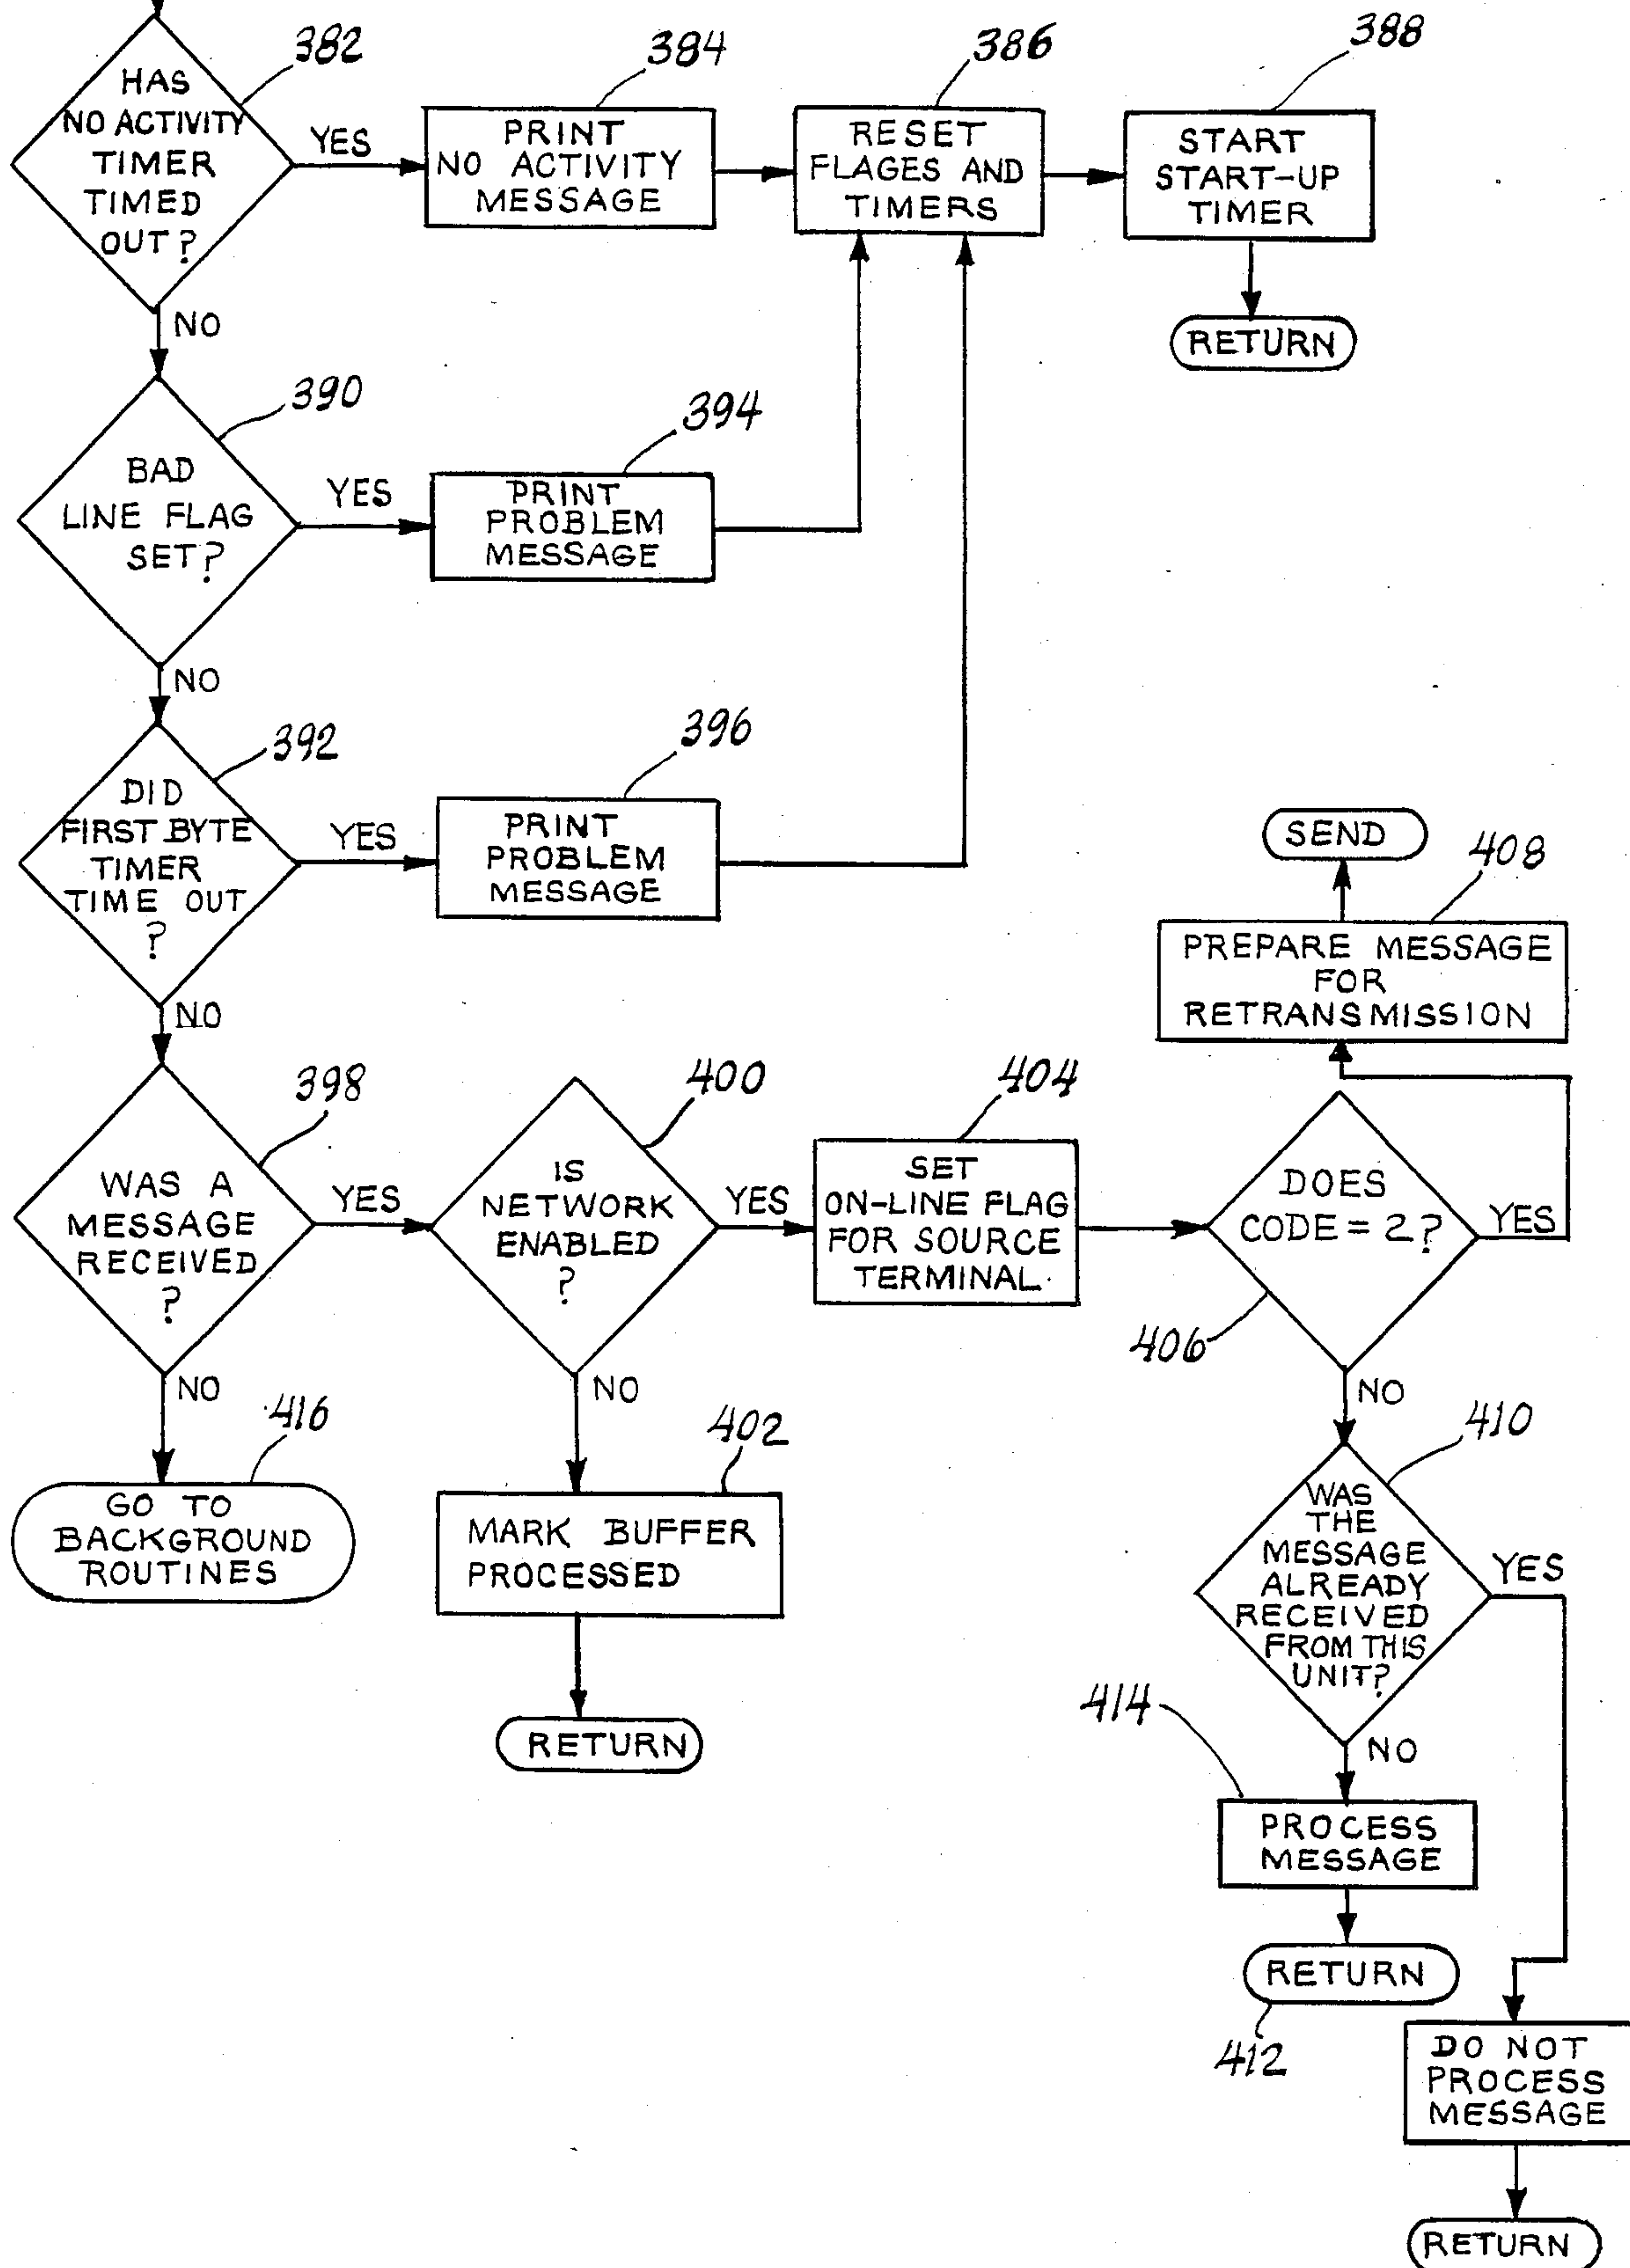 382
HAS
NO ACTIVITY
TIMER
TIMED
OUT?
YES
NO
384
PRINT
NO ACTIVITY
MESSAGE
386
RESET
FLAGES AND
TIMERS
388
START
START-UP
TIMER
RETURN
390
BAD
LINE FLAG
SET?
YES
NO
394
PRINT
PROBLEM
MESSAGE
392
DID
FIRST BYTE
TIMER
TIME OUT
?
YES
NO
396
PRINT
PROBLEM
MESSAGE
SEND
408
PREPARE MESSAGE
FOR
RETRANSMISSION
398
WAS A
MESSAGE
RECEIVED
?
YES
NO
400
IS
NETWORK
ENABLED
?
YES
NO
404
SET
ON-LINE FLAG
FOR SOURCE
TERMINAL
DOES
CODE = 2?
YES
406
NO
416
GO TO
BACKGROUND
ROUTINES
402
MARK BUFFER
PROCESSED
RETURN
410
WAS
THE
MESSAGE
ALREADY
RECEIVED
FROM THIS
UNIT?
YES
NO
414
PROCESS
MESSAGE
RETURN
412
DO NOT
PROCESS
MESSAGE
RETURN